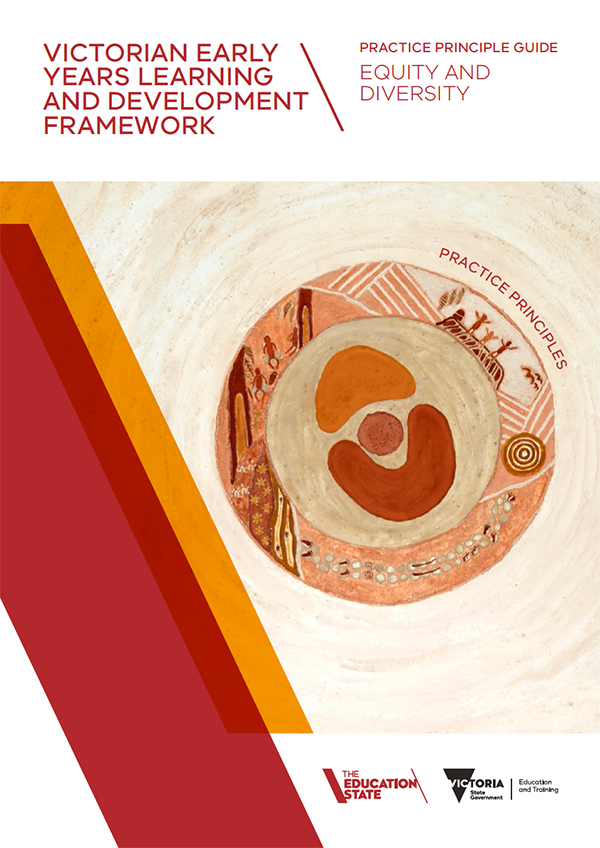 VICTORIAN EARLY
YEARS LEARNING
AND DEVELOPMENT
FRAMEWORK
PRACTICE PRINCIPLE GUIDE
EQUITY AND
DIVERSITY
PRACTICE PRINCIPLES
THE
EDUCATION
STATE
VICTORIA
State
Government
Education
and Training